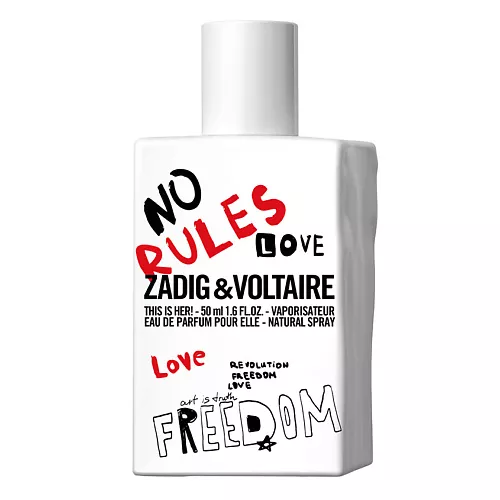 NO
RULES
LOVE
ZADIG & VOLTAIRE
THIS IS HER! - 50 ml 1.6 FL.OZ. - VAPORISATEUR
EAU DE PARFUM POUR ELLE - NATURAL SPRAY
Love
REVOLUTION
FREEDOM
LOVE
art is truth
FREEDOM